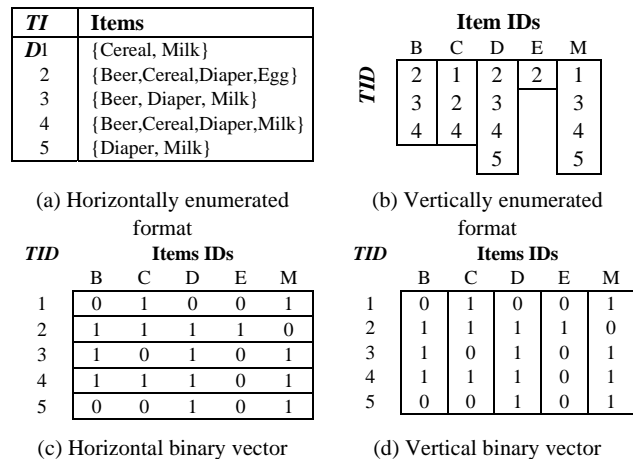 TI Items
D1 {Cereal, Milk}
2 {Beer,Cereal,Diaper,Egg}
3 {Beer, Diaper, Milk}
4 {Beer,Cereal,Diaper,Milk}
5 {Diaper, Milk}
(a) Horizontally enumerated
format
Item IDs
B C D E M
TID
2 1 2 2 1
3 2 3 3
4 4 4 4
5 5
(b) Vertically enumerated
format
TID Items IDs
B C D E M
1 0 1 0 0 1
2 1 1 1 1 0
3 1 0 1 0 1
4 1 1 1 0 1
5 0 0 1 0 1
(c) Horizontal binary vector
TID Items IDs
B C D E M
1 0 1 0 0 1
2 1 1 1 1 0
3 1 0 1 0 1
4 1 1 1 0 1
5 0 0 1 0 1
(d) Vertical binary vector